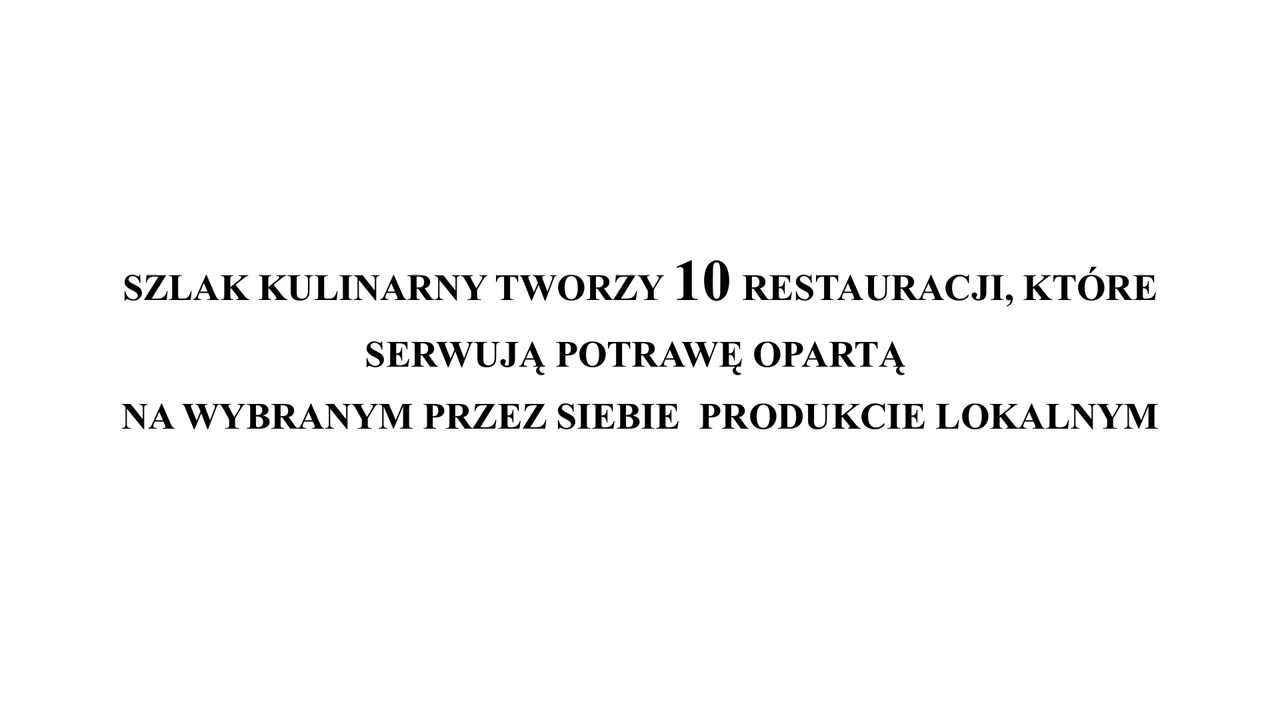 SZLAK KULINARNY TWORZY 10 RESTAURACJI, KTÓRE
SERWUJĄ POTRAWĘ OPARTĄ
NA WYBRANYM PRZEZ SIEBIE  PRODUKCIE LOKALNYM